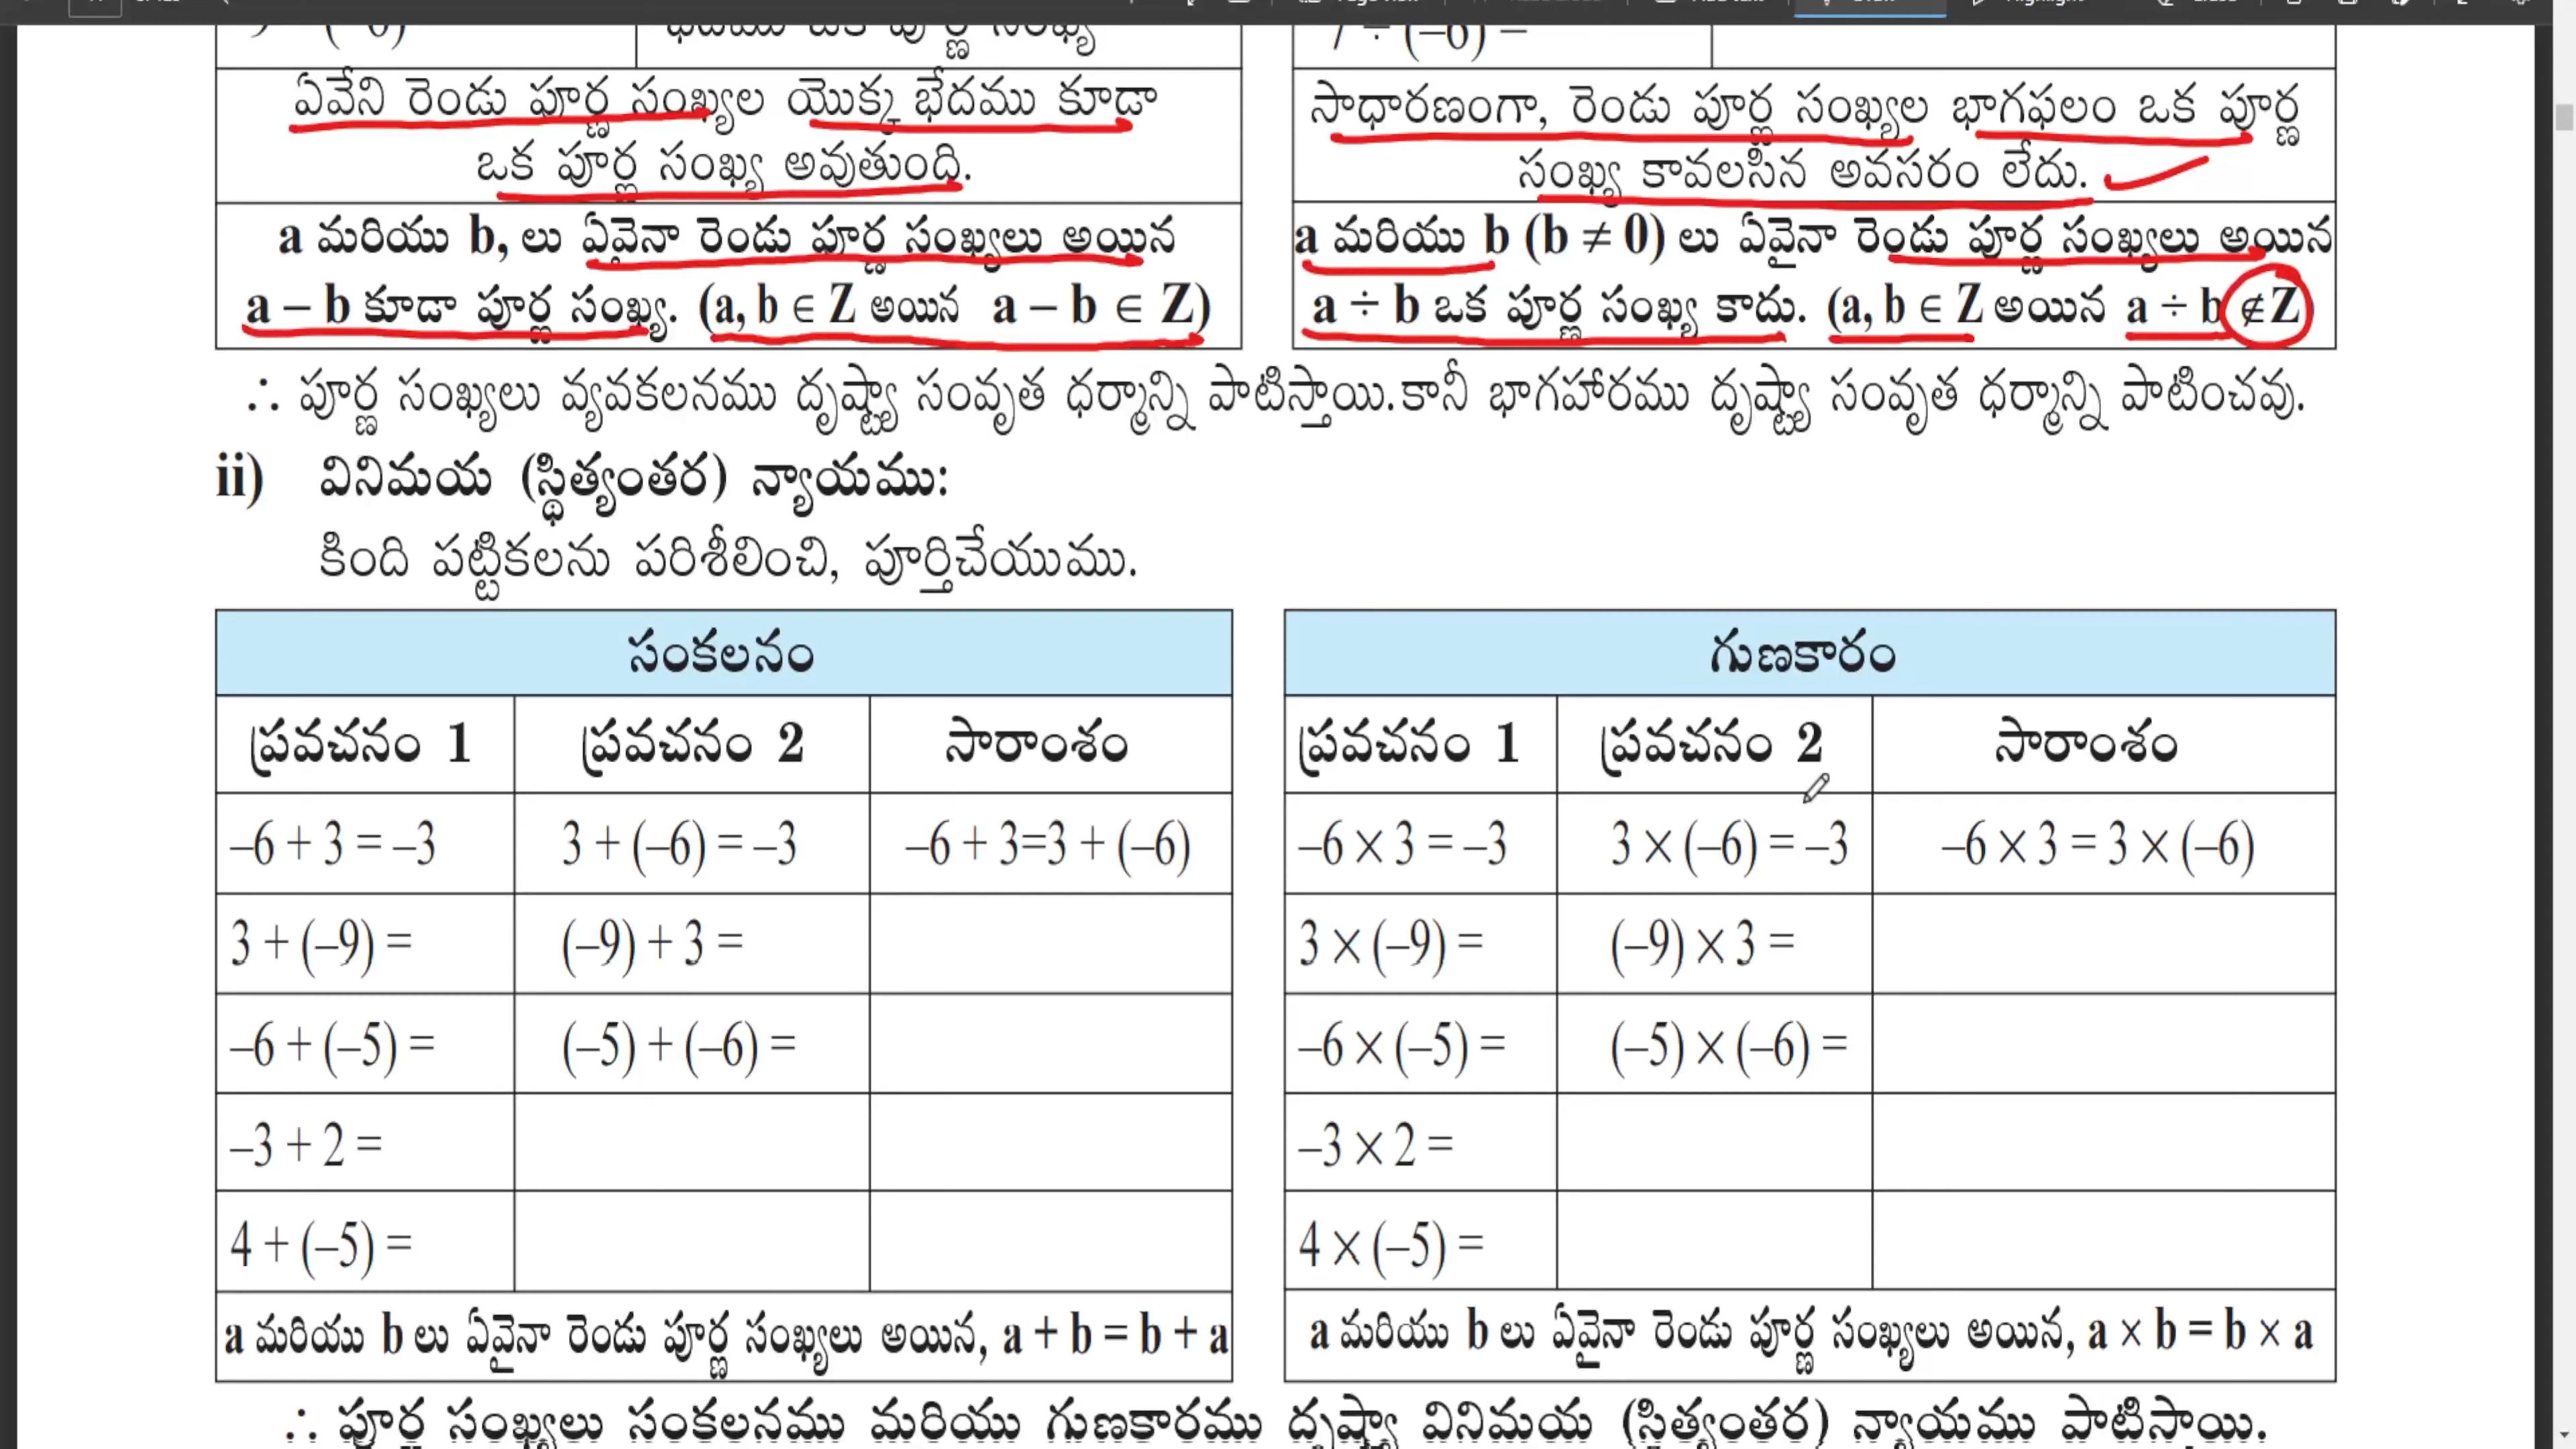 ఏవేని రెండు పూర్ణ సంఖ్యల యొక్క భేదము కూడా
ఒక పూర్ణ సంఖ్య అవుతుంది.
a మరియు b, లు ఏవైనా రెండు పూర్ణ సంఖ్యలు అయిన
a – b కూడా పూర్ణ సంఖ్య. (a, b ∈ Z అయిన a – b ∈ Z)
7 ÷ (–6) =
సాధారణంగా, రెండు పూర్ణ సంఖ్యల భాగఫలం ఒక పూర్ణ
సంఖ్య కావలసిన అవసరం లేదు.
a మరియు b (b ≠ 0) లు ఏవైనా రెండు పూర్ణ సంఖ్యలు అయిన
a ÷ b ఒక పూర్ణ సంఖ్య కాదు. (a, b ∈ Z అయిన a ÷ b ∉ Z)
∴ పూర్ణ సంఖ్యలు వ్యవకలనము దృష్ట్యా సంవృత ధర్మాన్ని పాటిస్తాయి.కానీ భాగహారము దృష్ట్యా సంవృత ధర్మాన్ని పాటించవు.
ii) వినిమయ (స్థిత్యంతర) న్యాయము:
కింది పట్టికలను పరిశీలించి, పూర్తిచేయుము.
సంకలనం
ప్రవచనం 1 ప్రవచనం 2 సారాంశం
–6 + 3 = –3 3 + (–6) = –3 –6 + 3=3 + (–6)
3 + (–9) = (–9) + 3 =
–6 + (–5) = (–5) + (–6) =
–3 + 2 =
4 + (–5) =
a మరియు b లు ఏవైనా రెండు పూర్ణ సంఖ్యలు అయిన, a + b = b + a
గుణకారం
ప్రవచనం 1 ప్రవచనం 2 సారాంశం
–6 × 3 = –3 3 × (–6) = –3 –6 × 3 = 3 × (–6)
3 × (–9) = (–9) × 3 =
–6 × (–5) = (–5) × (–6) =
–3 × 2 =
4 × (–5) =
a మరియు b లు ఏవైనా రెండు పూర్ణ సంఖ్యలు అయిన, a × b = b × a
∴ పూర్ణ సంఖ్యలు సంకలనము మరియు గుణకారము దృష్ట్యా వినిమయ (స్థిత్యంతర) న్యాయము పాటిస్తాయి.